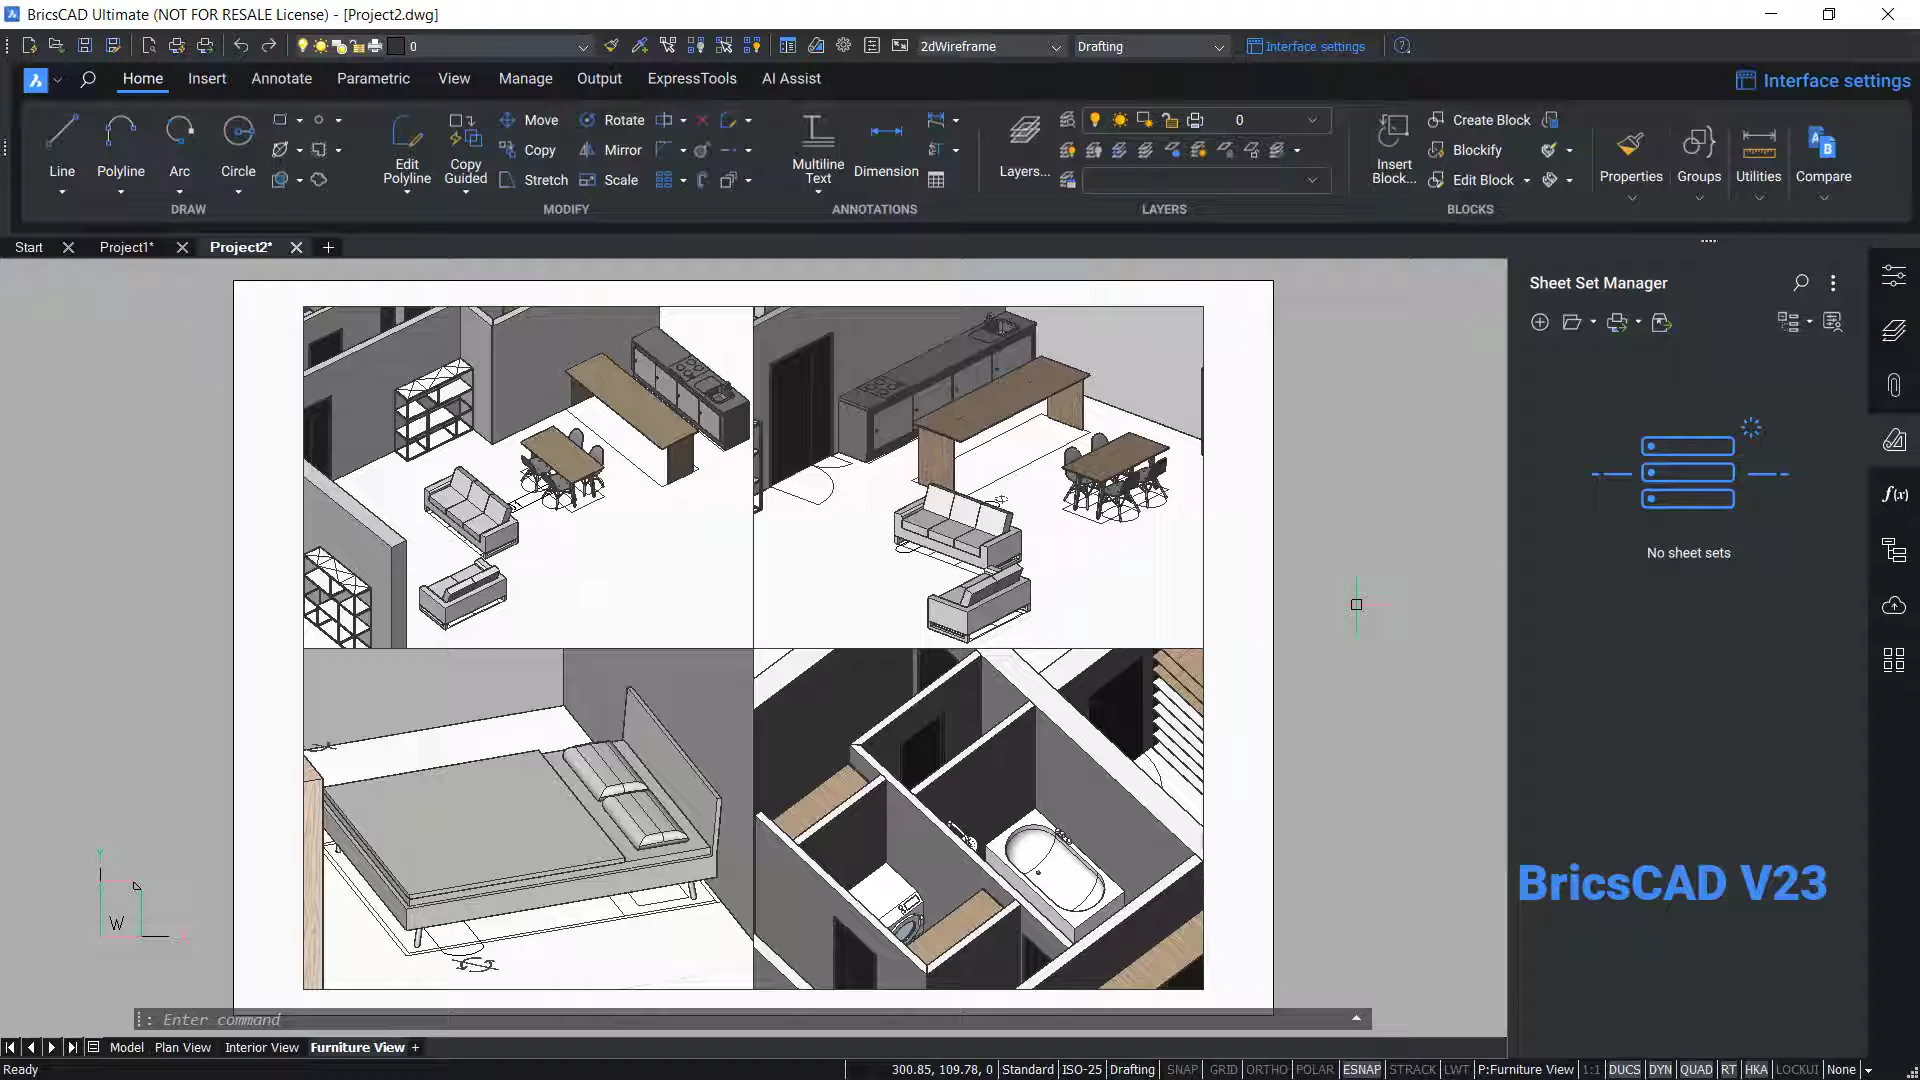 BricsCAD Ultimate (NOT FOR RESALE License) - [Project2.dwg]
0
2dWireframe
Drafting
Interface settings
Home
Insert
Annotate
Parametric
View
Manage
Output
ExpressTools
AI Assist
Interface settings
Line
Polyline
Arc
Circle
DRAW
Edit Polyline
Copy Guided
Move
Copy
Stretch
Rotate
Mirror
Scale
MODIFY
Multiline Text
Dimension
ANNOTATIONS
Layers...
0
LAYERS
Insert Block...
Create Block
Blockify
Edit Block
BLOCKS
Properties
Groups
Utilities
Compare
A
B
Start
Project1*
Project2*
Sheet Set Manager
No sheet sets
f(x)
BricsCAD V23
Y
W
X
: Enter command
Model
Plan View
Interior View
Furniture View
+
Ready
300.85, 109.78, 0
Standard
ISO-25
Drafting
SNAP
GRID
ORTHO
POLAR
ESNAP
STRACK
LWT
P:Furniture View
1:1
DUCS
DYN
QUAD
RT
HKA
LOCKUI
None